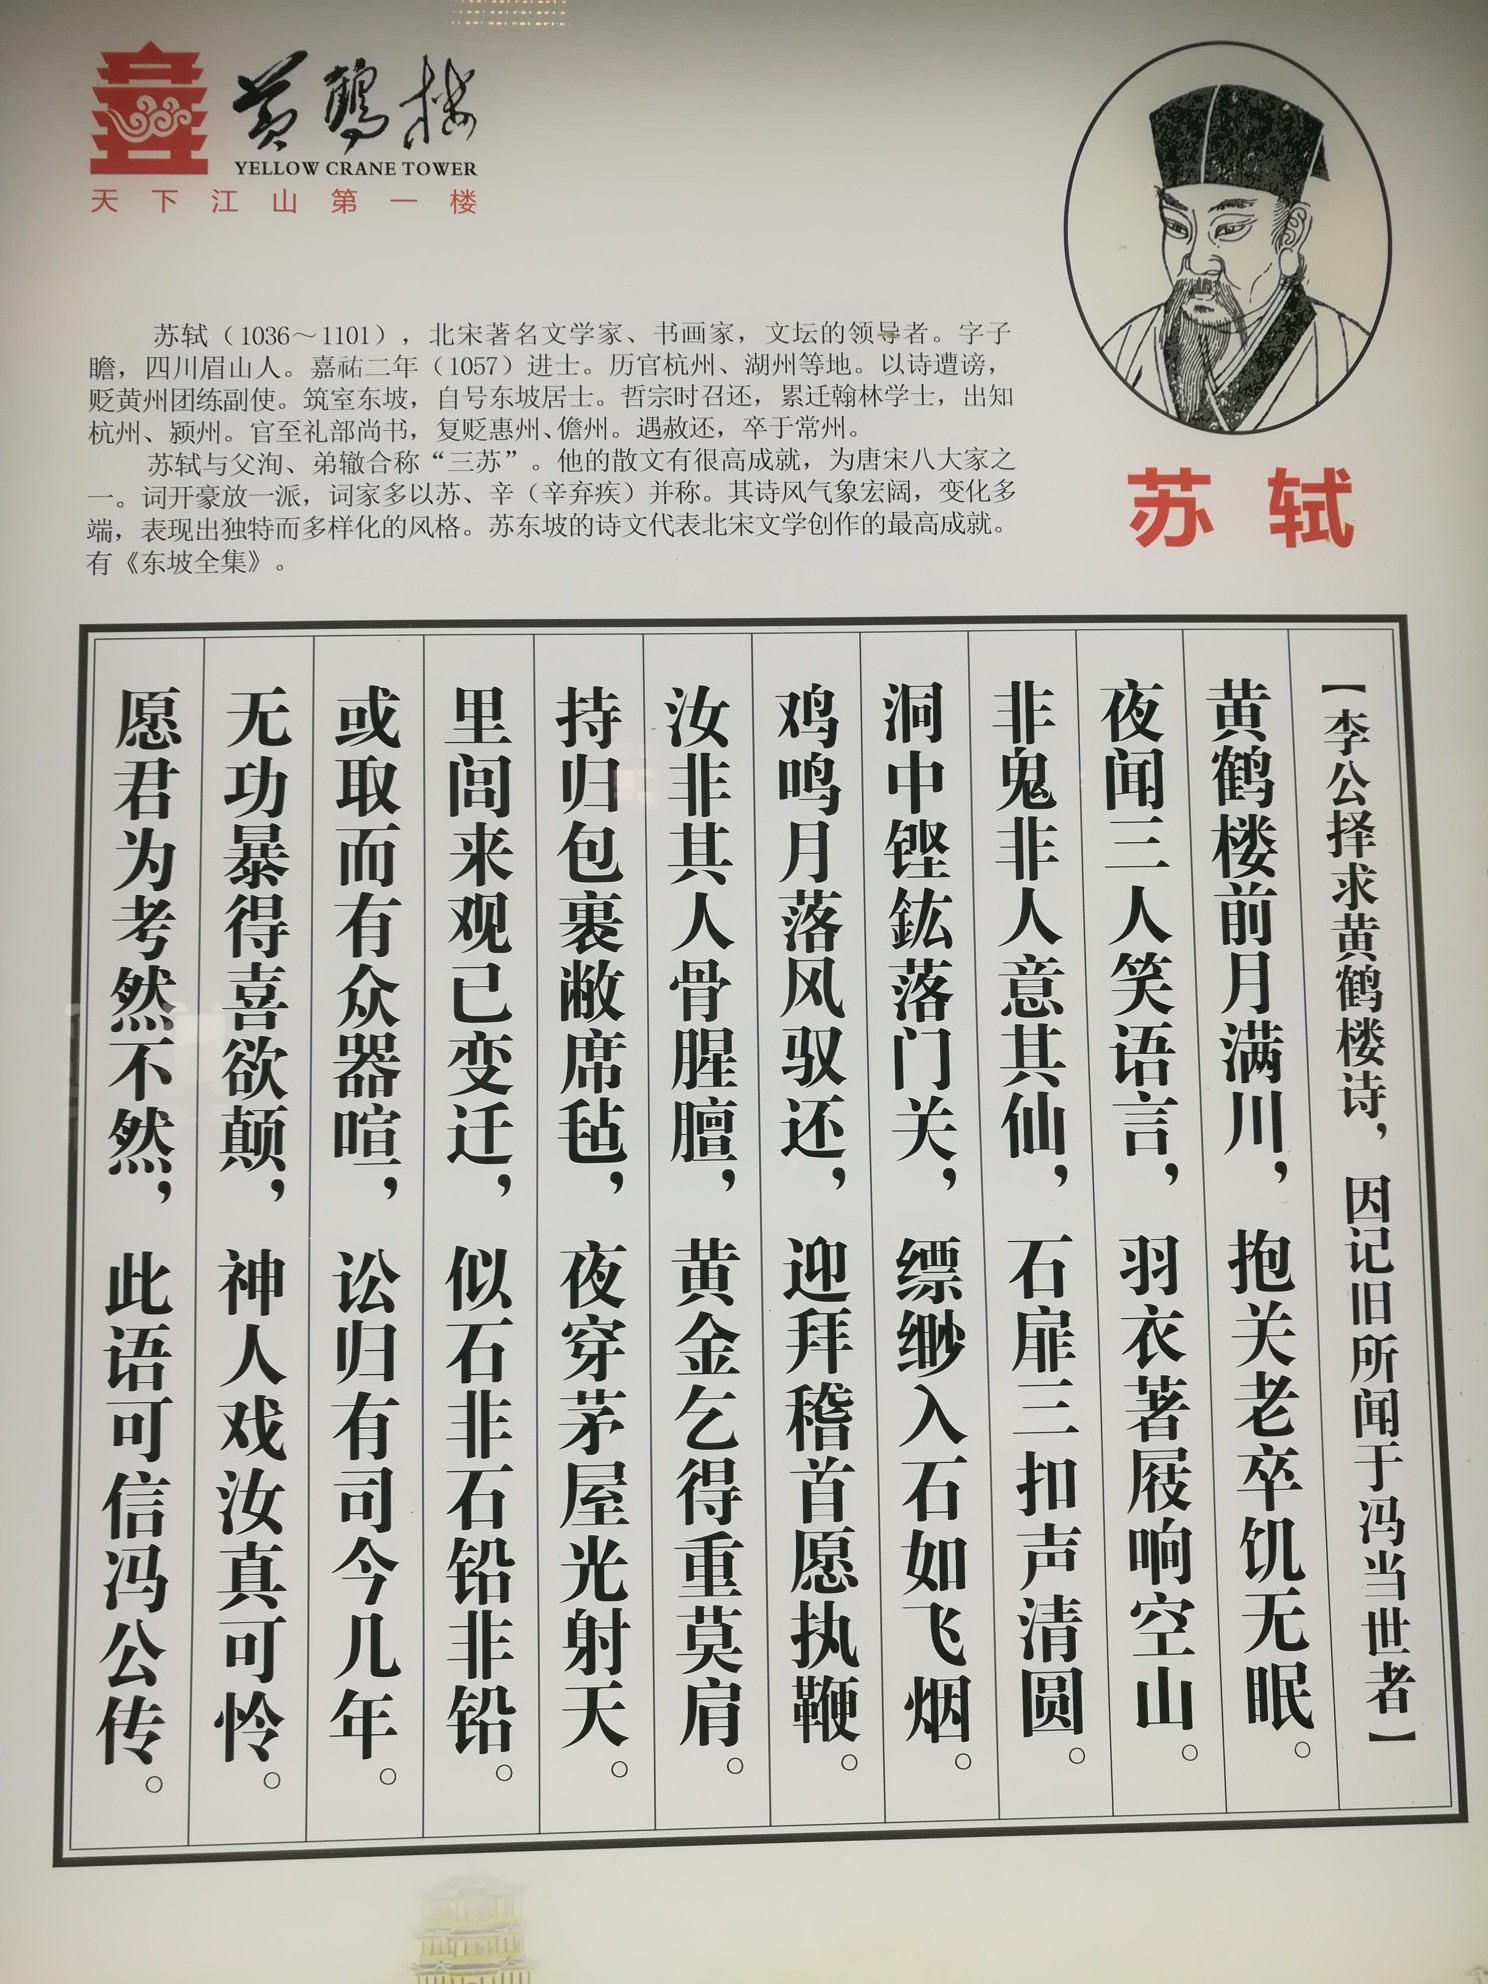 黄鹤楼
YELLOW CRANE TOWER
天下江山第一楼
苏轼（1036～1101），北宋著名文学家、书画家，文坛的领导者。字子
瞻，四川眉山人。嘉祐二年（1057）进士。历官杭州、湖州等地。以诗遭谤，
贬黄州团练副使。筑室东坡，自号东坡居士。哲宗时召还，累迁翰林学士，出知
杭州、颍州。官至礼部尚书，复贬惠州、儋州。遇赦还，卒于常州。
苏轼与父洵、弟辙合称“三苏”。他的散文有很高成就，为唐宋八大家之
一。词开豪放一派，词家多以苏、辛（辛弃疾）并称。其诗风气象宏阔，变化多
端，表现出独特而多样化的风格。苏东坡的诗文代表北宋文学创作的最高成就。
有《东坡全集》。
苏轼
【李公择求黄鹤楼诗，因记旧所闻于冯当世者】
黄鹤楼前月满川，抱关老卒饥无眠。
夜闻三人笑语言，羽衣著屐响空山。
非鬼非人意其仙，石扉三扣声清圆。
洞中铿鈜落门关，缥缈入石如飞烟。
鸡鸣月落风驭还，迎拜稽首愿执鞭。
汝非其人骨腥膻，黄金乞得重莫肩。
持归包裹敝席毡，夜穿茅屋光射天。
里闾来观已变迁，似石非石铅非铅。
或取而有众器喧，讼归有司今几年。
无功暴得喜欲颠，神人戏汝真可怜。
愿君为考然不然，此语可信冯公传。